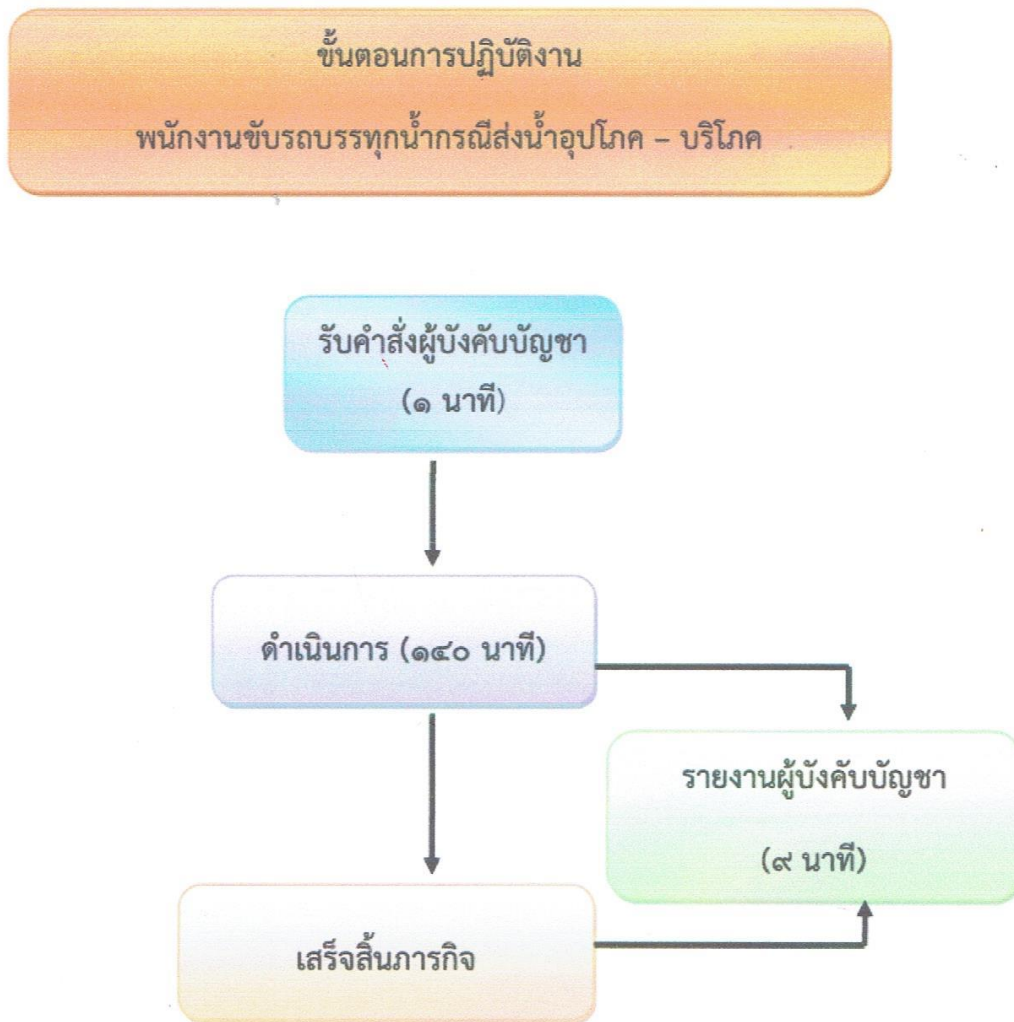 ขั้นตอนการปฏิบัติงาน
พนักงานขับรถบรรทุกน้ำกรณีส่งน้ำอุปโภค – บริโภค
รับคำสั่งผู้บังคับบัญชา
(๑ นาที)
ดำเนินการ (๑๔๐ นาที)
รายงานผู้บังคับบัญชา
(๙ นาที)
เสร็จสิ้นภารกิจ